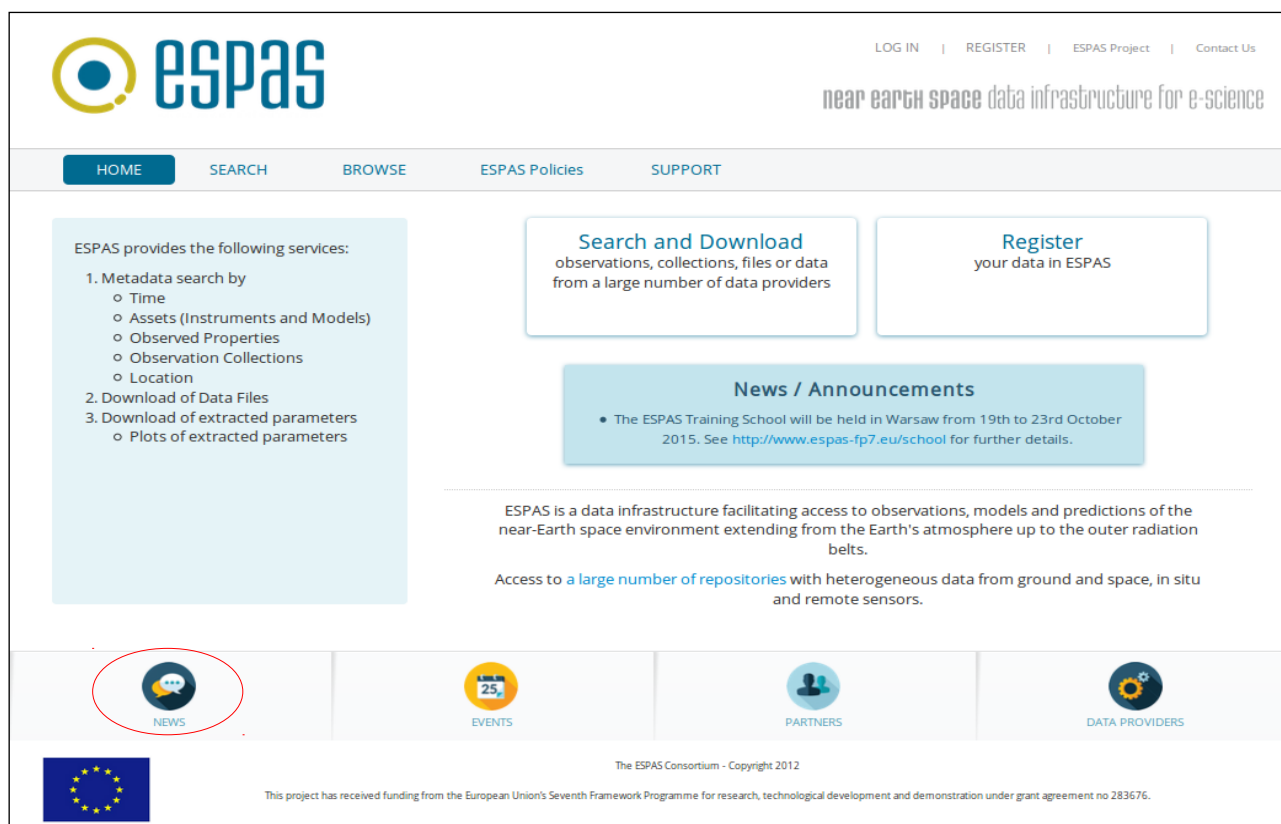 espas
LOG IN | REGISTER | ESPAS Project | Contact Us
near earth space data infrastructure for e-science
HOME SEARCH BROWSE ESPAS Policies SUPPORT
ESPAS provides the following services:
1. Metadata search by
Time
Assets (Instruments and Models)
Observed Properties
Observation Collections
Location
2. Download of Data Files
3. Download of extracted parameters
Plots of extracted parameters
Search and Download
observations, collections, files or data
from a large number of data providers
Register
your data in ESPAS
News / Announcements
• The ESPAS Training School will be held in Warsaw from 19th to 23rd October
2015. See http://www.espas-fp7.eu/school for further details.
ESPAS is a data infrastructure facilitating access to observations, models and predictions of the
near-Earth space environment extending from the Earth's atmosphere up to the outer radiation
belts.
Access to a large number of repositories with heterogeneous data from ground and space, in situ
and remote sensors.
NEWS
25
EVENTS
PARTNERS
DATA PROVIDERS
The ESPAS Consortium - Copyright 2012
This project has received funding from the European Union's Seventh Framework Programme for research, technological development and demonstration under grant agreement no 283676.